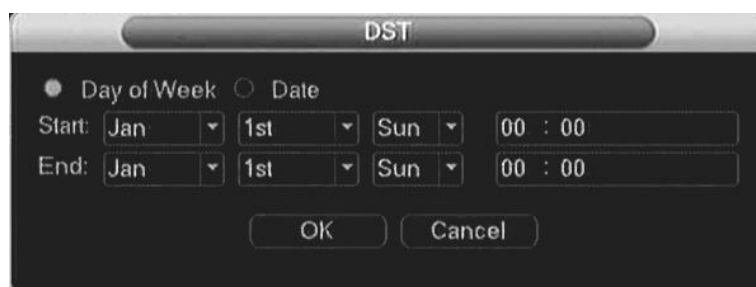 DST
Day of Week Date
Start: Jan 1st Sun 00 : 00
End: Jan 1st Sun 00 : 00
OK Cancel